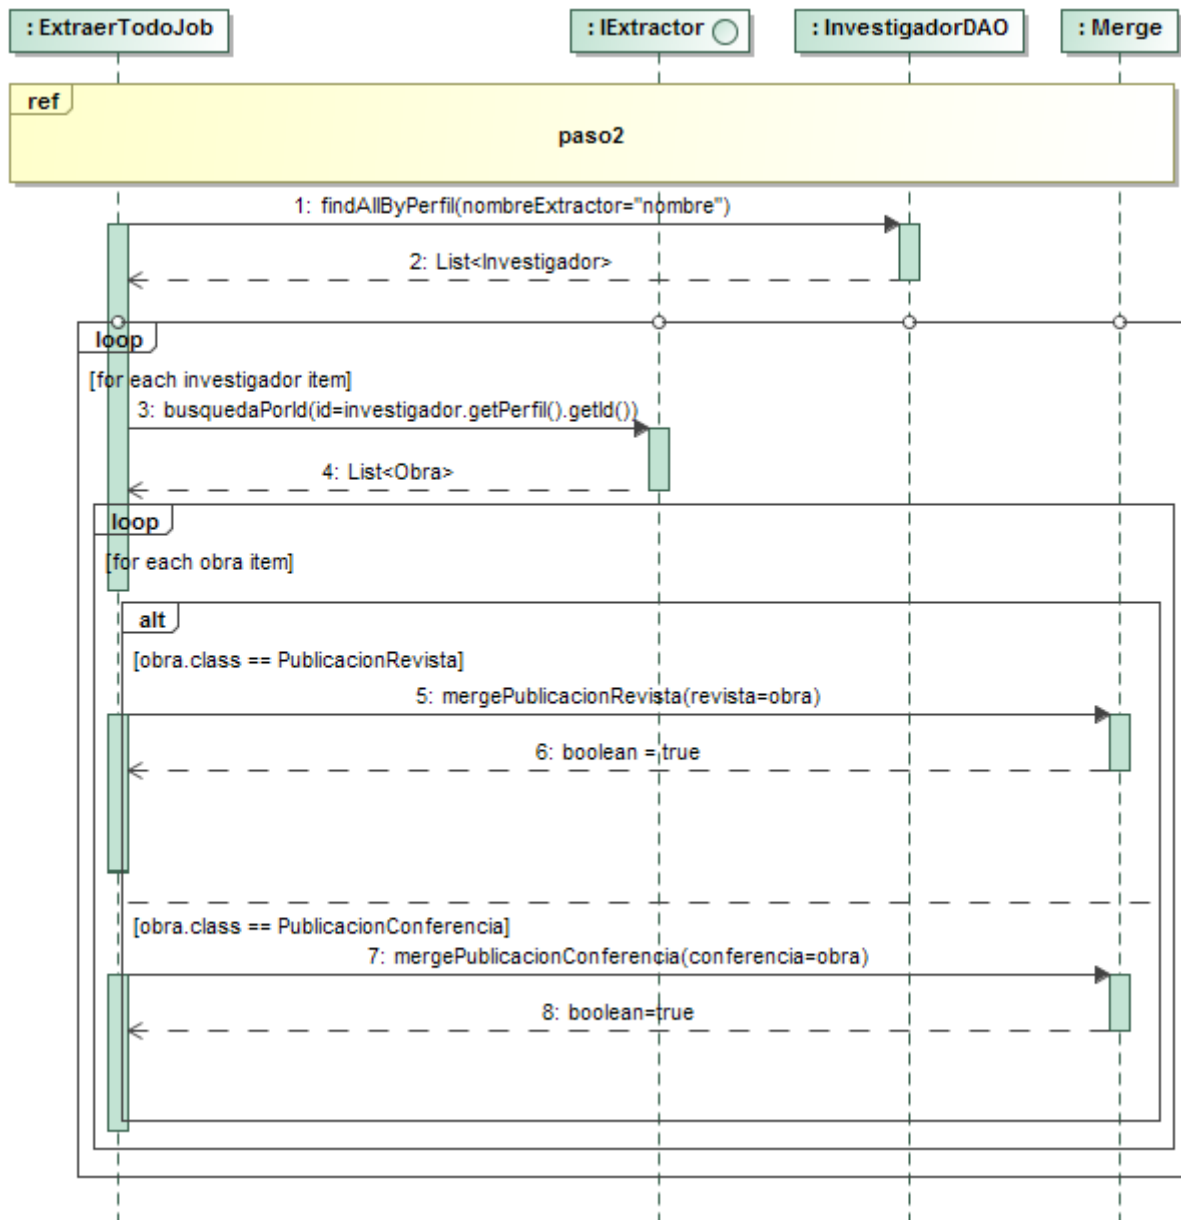 : ExtraerTodoJob
: IExtractor
: InvestigadorDAO
: Merge
ref
paso2
1: findAllByPerfil(nombreExtractor="nombre")
2: List<Investigador>
loop
[for each investigador item]
3: busquedaPorId(id=investigador.getPerfil().getId())
4: List<Obra>
loop
[for each obra item]
alt
[obra.class == PublicacionRevista]
5: mergePublicacionRevista(revista=obra)
6: boolean = true
[obra.class == PublicacionConferencia]
7: mergePublicacionConferencia(conferencia=obra)
8: boolean=true